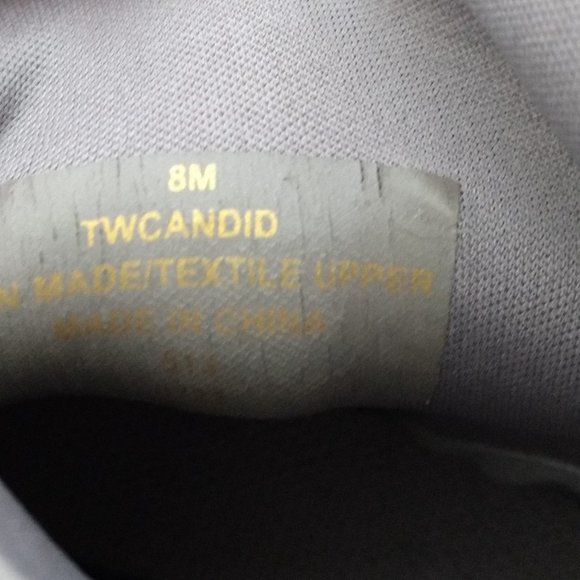 8M
TWCANDID
N MADE/TEXTILE UPPER
MADE IN CHINA